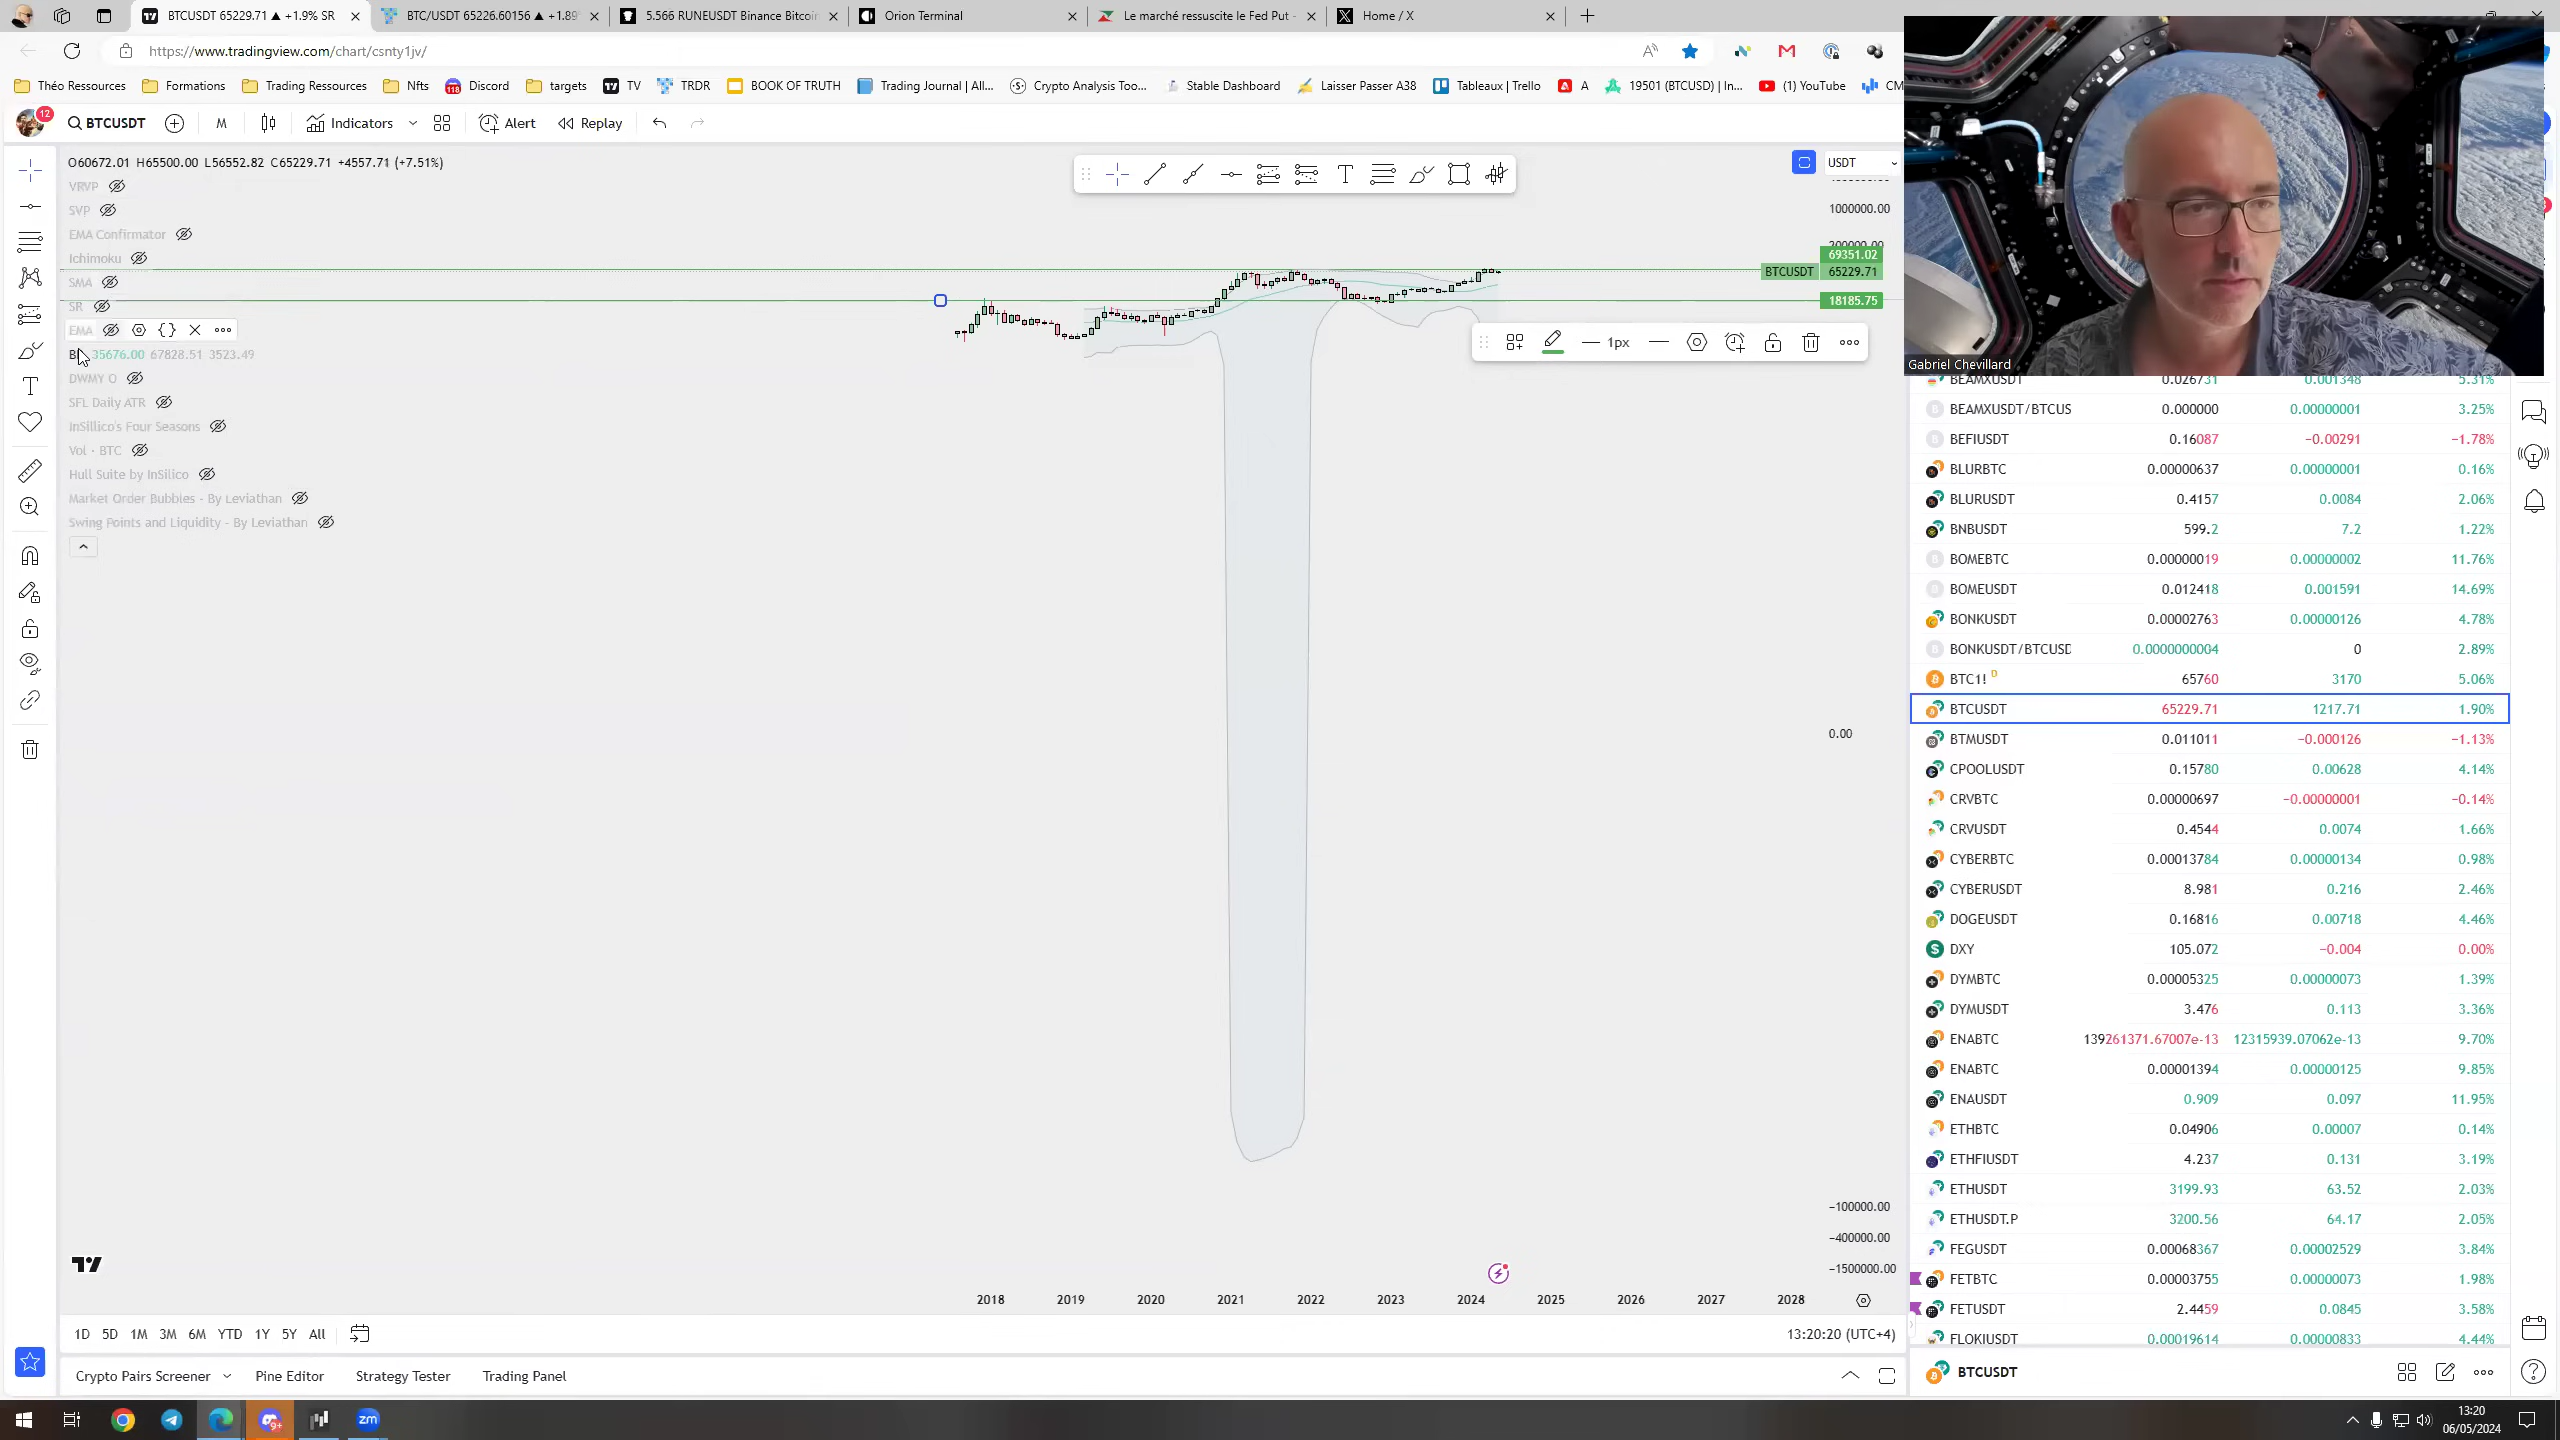 BTCUSDT 65229.71 ▲ +1.9% SR
BTC/USDT 65226.60156 ▲ +1.89
5.566 RUNEUSDT Binance Bitcoin
Orion Terminal
Le marché ressuscite le Fed Put -
Home / X
https://www.tradingview.com/chart/csnty1jv/
Théo Ressources
Formations
Trading Ressources
Nfts
118
Discord
targets
TV
TRDR
BOOK OF TRUTH
Trading Journal | All...
Crypto Analysis Too...
Stable Dashboard
Laisser Passer A38
Tableaux | Trello
A
19501 (BTCUSD) | In...
(1) YouTube
CM
12
BTCUSDT
M
Indicators
Alert
Replay
O60672.01 H65500.00 L56552.82 C65229.71 +4557.71 (+7.51%)
VRVP
SVP
EMA Confirmator
Ichimoku
SMA
SR
EMA
35676.00 67828.51 3523.49
DWMY O
SFL Daily ATR
InSillico's Four Seasons
Vol · BTC
Hull Suite by InSilico
Market Order Bubbles - By Leviathan
Swing Points and Liquidity - By Leviathan
1px
USDT
1000000.00
69351.02
BTCUSDT 65229.71
18185.75
0.00
−100000.00
−400000.00
−1500000.00
2018 2019 2020 2021 2022 2023 2024 2025 2026 2027 2028
1D 5D 1M 3M 6M YTD 1Y 5Y All
13:20:20 (UTC+4)
Crypto Pairs Screener
Pine Editor
Strategy Tester
Trading Panel
Gabriel Chevillard
BEAMXUSDT 0.026731 0.001348 5.31%
BEAMXUSDT/BTCUS 0.000000 0.00000001 3.25%
BEFIUSDT 0.16087 −0.00291 −1.78%
BLURBTC 0.00000637 0.00000001 0.16%
BLURUSDT 0.4157 0.0084 2.06%
BNBUSDT 599.2 7.2 1.22%
BOMEBTC 0.00000019 0.00000002 11.76%
BOMEUSDT 0.012418 0.001591 14.69%
BONKUSDT 0.00002763 0.00000126 4.78%
BONKUSDT/BTCUSD 0.0000000004 0 2.89%
BTC1! D 65760 3170 5.06%
BTCUSDT 65229.71 1217.71 1.90%
BTMUSDT 0.011011 −0.000126 −1.13%
CPOOLUSDT 0.15780 0.00628 4.14%
CRVBTC 0.00000697 −0.00000001 −0.14%
CRVUSDT 0.4544 0.0074 1.66%
CYBERBTC 0.00013784 0.00000134 0.98%
CYBERUSDT 8.981 0.216 2.46%
DOGEUSDT 0.16816 0.00718 4.46%
DXY 105.072 −0.004 0.00%
DYMBTC 0.00005325 0.00000073 1.39%
DYMUSDT 3.476 0.113 3.36%
ENABTC 139261371.67007e-13 12315939.07062e-13 9.70%
ENABTC 0.00001394 0.00000125 9.85%
ENAUSDT 0.909 0.097 11.95%
ETHBTC 0.04906 0.00007 0.14%
ETHFIUSDT 4.237 0.131 3.19%
ETHUSDT 3199.93 63.52 2.03%
ETHUSDT.P 3200.56 64.17 2.05%
FEGUSDT 0.00068367 0.00002529 3.84%
FETBTC 0.00003755 0.00000073 1.98%
FETUSDT 2.4459 0.0845 3.58%
FLOKIUSDT 0.00019614 0.00000833 4.44%
BTCUSDT
9+
zm
13:20
06/05/2024